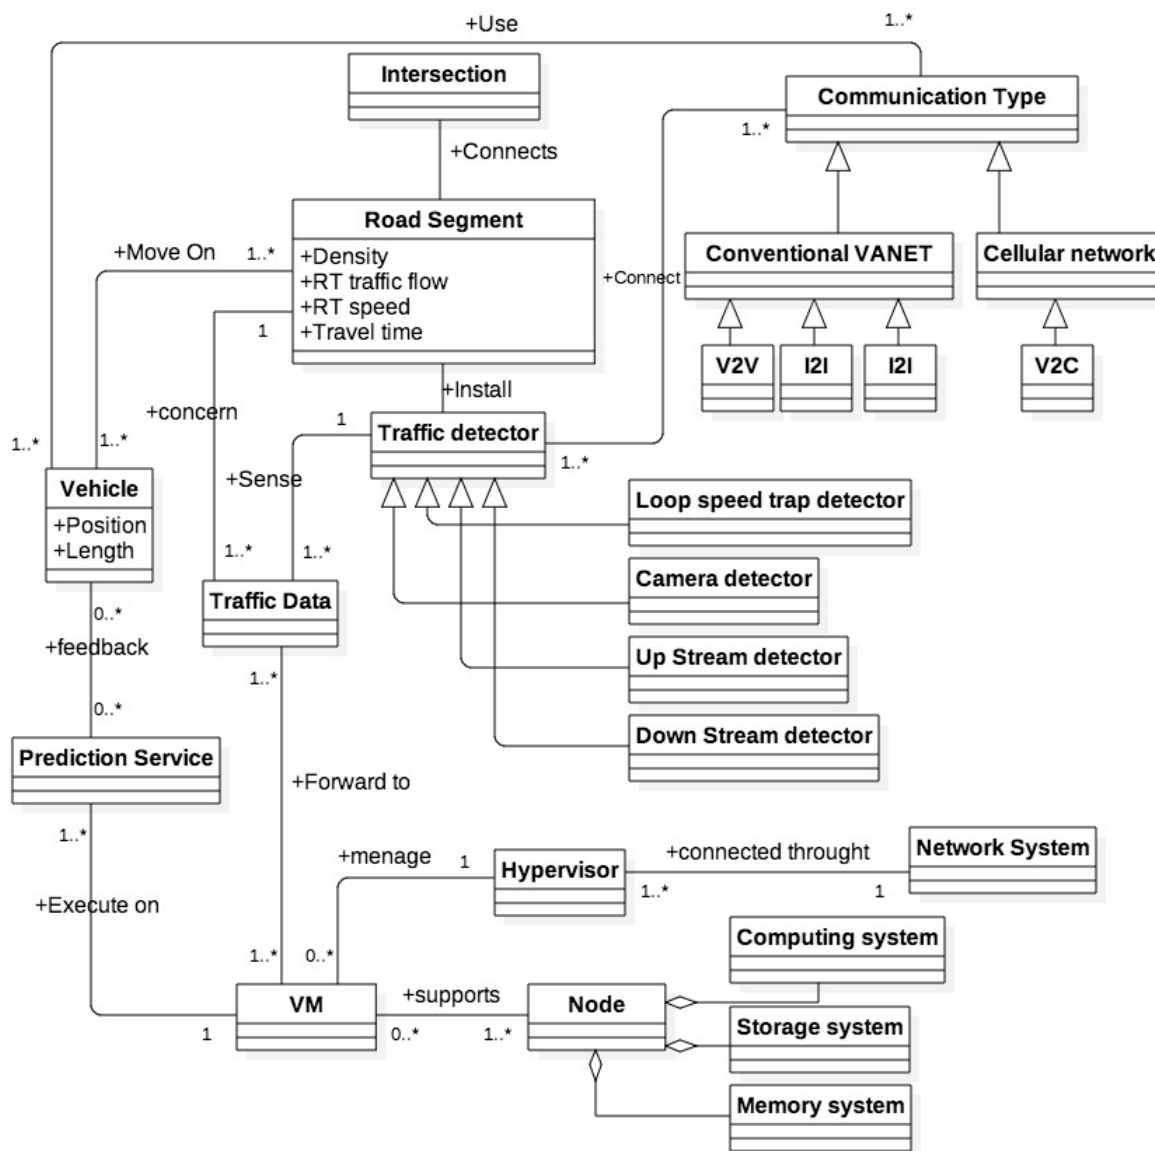 +Use
1..*
Intersection
Communication Type
1..*
+Connects
Road Segment
+Density
+RT traffic flow
+RT speed
+Travel time
+Move On
1..*
1
+Connect
Conventional VANET
Cellular network
V2V
I2I
I2I
V2C
+Install
+concern
1
Traffic detector
1..*
1..*
1..*
+Sense
Vehicle
+Position
+Length
Loop speed trap detector
1..*
1..*
Camera detector
Traffic Data
0..*
+feedback
1..*
Up Stream detector
0..*
Down Stream detector
Prediction Service
+Forward to
1..*
+menage
1
Hypervisor
+connected throught
1..*
1
Network System
+Execute on
Computing system
1..*
0..*
VM
+supports
Node
1
0..*
1..*
Storage system
Memory system